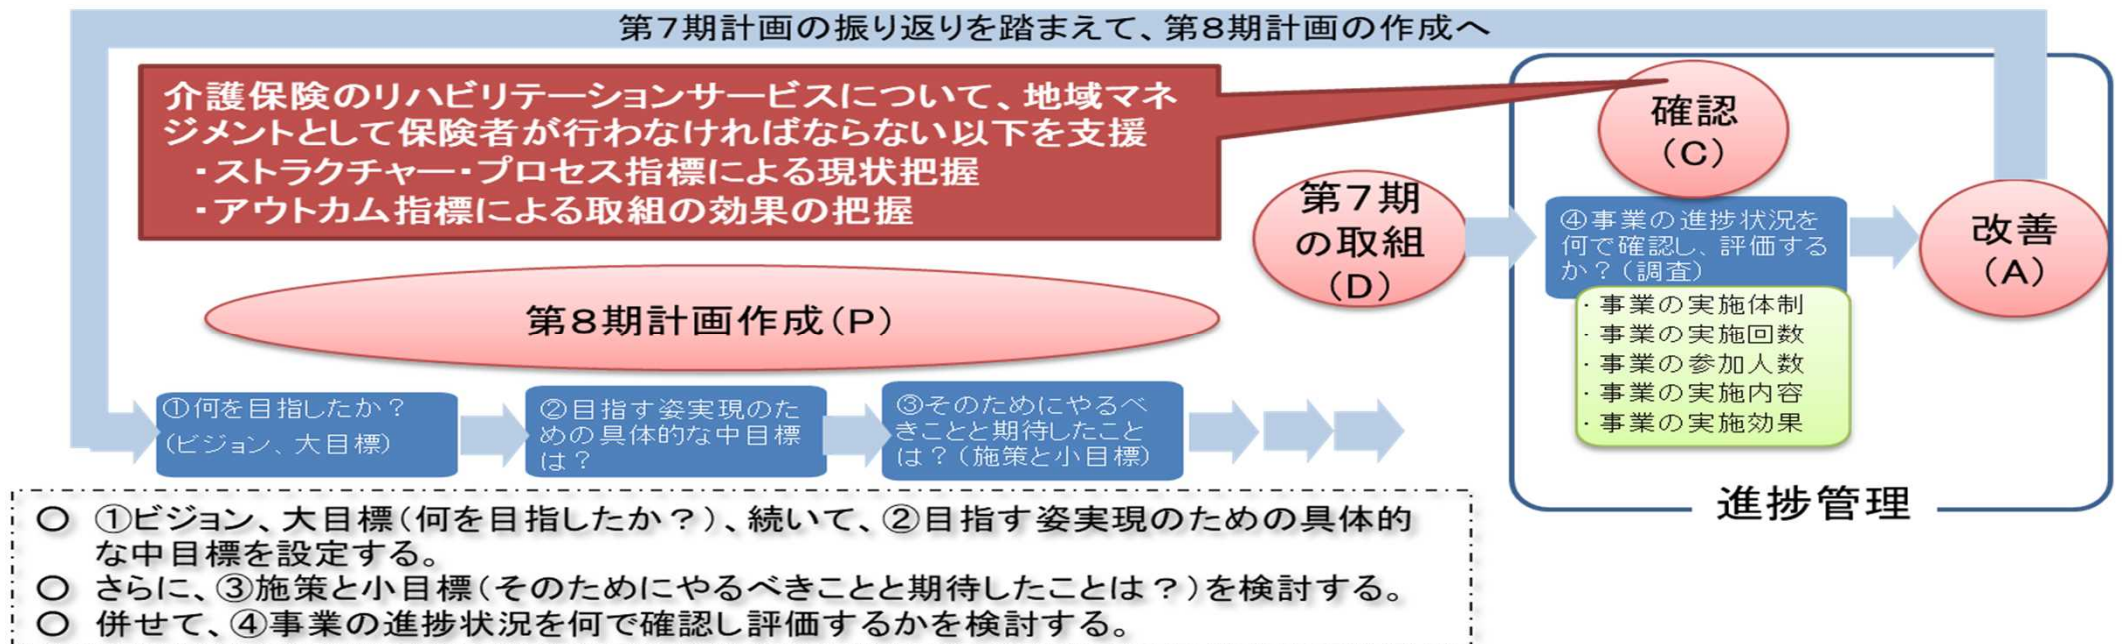 第7期計画の振り返りを踏まえて、第8期計画の作成へ
介護保険のリハビリテーションサービスについて、地域マネ
ジメントとして保険者が行わなければならない以下を支援
・ストラクチャー・プロセス指標による現状把握
・アウトカム指標による取組の効果の把握
確認
（C）
第7期
の取組
（D）
④事業の進捗状況を
何で確認し、評価する
か？（調査）
改善
（A）
・事業の実施体制
・事業の実施回数
・事業の参加人数
・事業の実施内容
・事業の実施効果
第8期計画作成（P）
①何を目指したか？
（ビジョン、大目標）
②目指す姿実現のた
めの具体的な中目標
は？
③そのためにやるべ
きことと期待したこと
は？（施策と小目標）
進捗管理
○ ①ビジョン、大目標（何を目指したか？）、続いて、②目指す姿実現のための具体的
な中目標を設定する。
○ さらに、③施策と小目標（そのためにやるべきことと期待したことは？）を検討する。
○ 併せて、④事業の進捗状況を何で確認し評価するかを検討する。